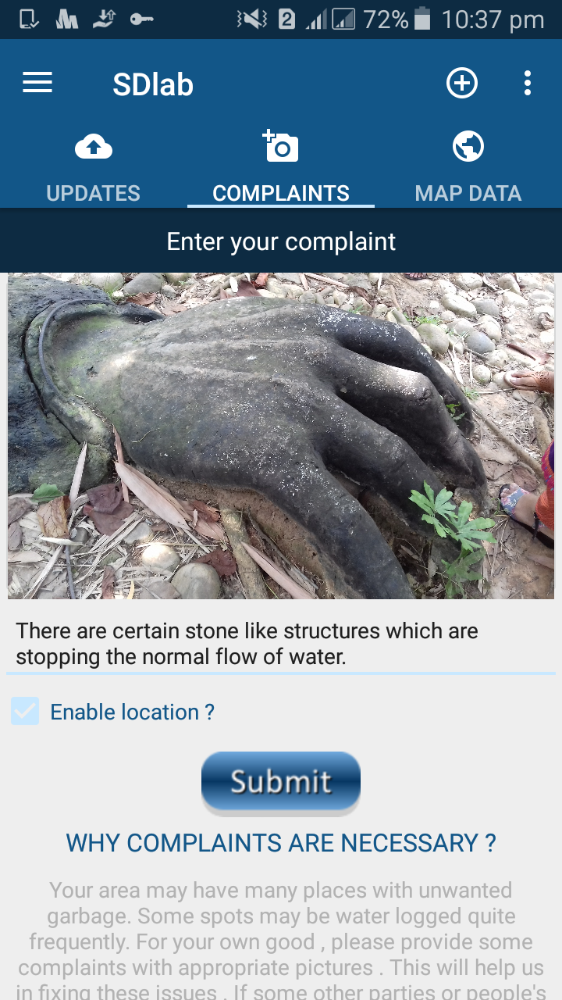 2 72% 10:37 pm
SDlab
UPDATES COMPLAINTS MAP DATA
Enter your complaint
There are certain stone like structures which are
stopping the normal flow of water.
Enable location ?
Submit
WHY COMPLAINTS ARE NECESSARY ?
Your area may have many places with unwanted
garbage. Some spots may be water logged quite
frequently. For your own good , please provide some
complaints with appropriate pictures . This will help us
in fixing these issues . If some other parties or people's